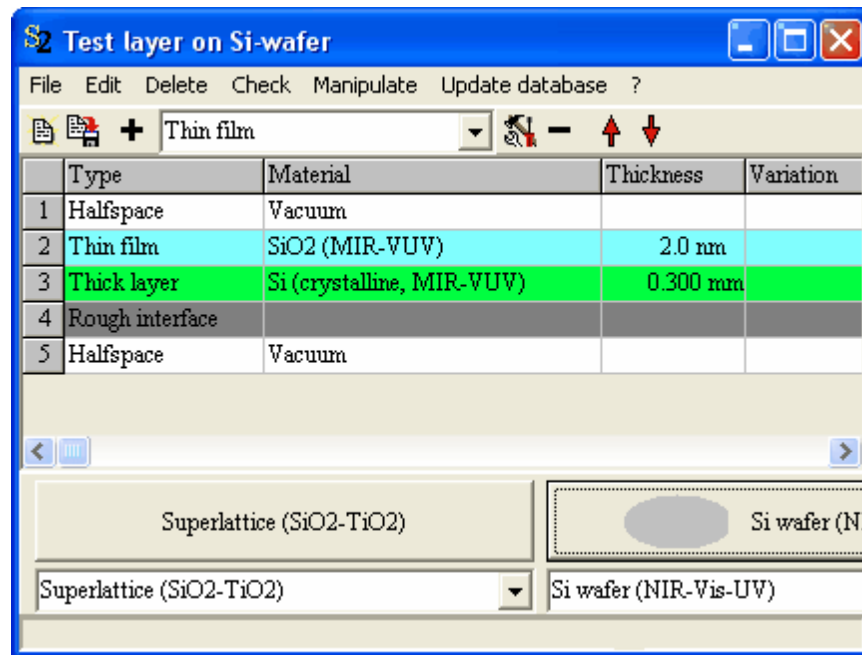 S2 Test layer on Si-wafer
File Edit Delete Check Manipulate Update database ?
Thin film
Type Material Thickness Variation
1 Halfspace Vacuum
2 Thin film SiO2 (MIR-VUV) 2.0 nm
3 Thick layer Si (crystalline, MIR-VUV) 0.300 mm
4 Rough interface
5 Halfspace Vacuum
Superlattice (SiO2-TiO2) Si wafer (N
Superlattice (SiO2-TiO2) Si wafer (NIR-Vis-UV)